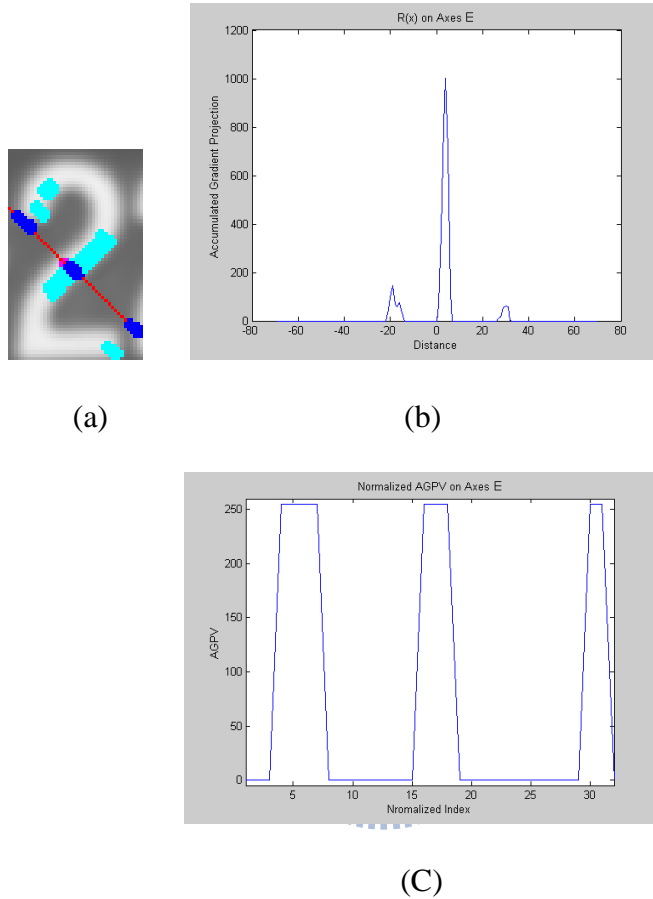 R(x) on Axes E
Accumulated Gradient Projection
1200
1000
800
600
400
200
0
-80 -60 -40 -20 0 20 40 60 80
Distance
(a) (b)
Normalized AGPV on Axes E
AGPV
250
200
150
100
50
0
5 10 15 20 25 30
Nromalized Index
(C)
2